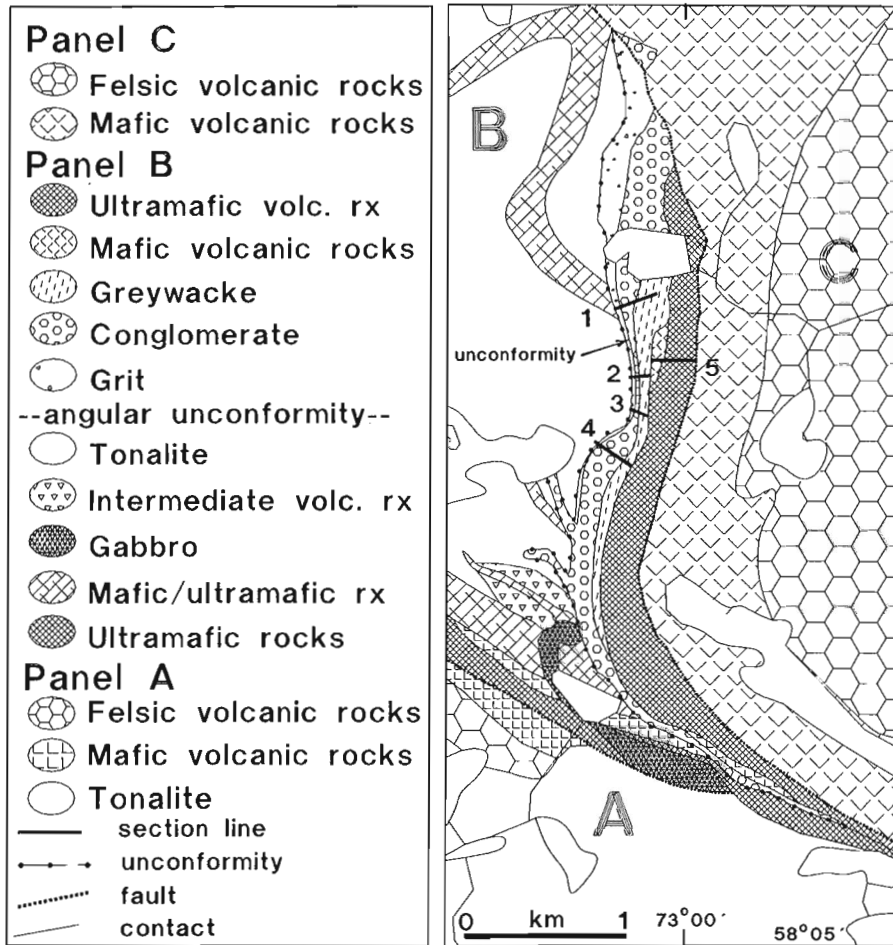 Panel C
Felsic volcanic rocks
Mafic volcanic rocks
Panel B
Ultramafic volc. rx
Mafic volcanic rocks
Greywacke
Conglomerate
Grit
--angular unconformity--
Tonalite
Intermediate volc. rx
Gabbro
Mafic/ultramafic rx
Ultramafic rocks
Panel A
Felsic volcanic rocks
Mafic volcanic rocks
Tonalite
section line
unconformity
fault
contact
B
C
1
unconformity
2
5
3
4
A
0 km 1
73°00′
58°05′